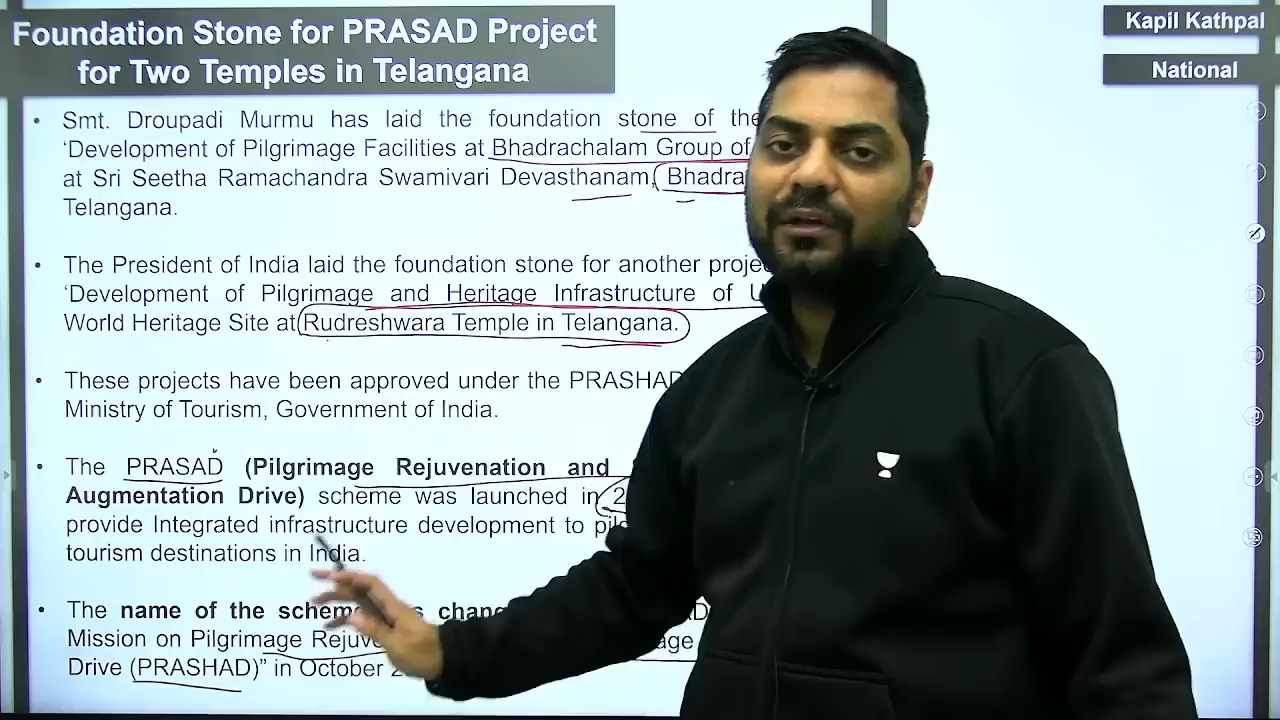 Foundation Stone for PRASAD Project
for Two Temples in Telangana
Kapil Kathpal
National
• Smt. Droupadi Murmu has laid the foundation stone of the
'Development of Pilgrimage Facilities at Bhadrachalam Group of
at Sri Seetha Ramachandra Swamivari Devasthanam,
Telangana.
• The President of India laid the foundation stone for another
'Development of Pilgrimage and Heritage Infrastructure of
World Heritage Site at Rudreshwara Temple in Telangana.
• These projects have been approved under the PRASHAD
Ministry of Tourism, Government of India.
• The PRASAD (Pilgrimage Rejuvenation and
Augmentation Drive) scheme was launched in
provide Integrated infrastructure development to
tourism destinations in India.
• The name of the scheme
Mission on Pilgrimage
Drive (PRASHAD)" in October